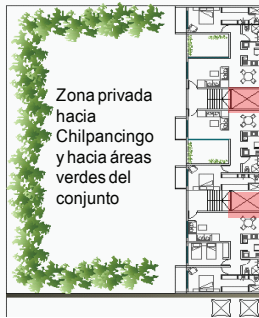 Zona privada
hacia
Chilpancingo
y hacia áreas
verdes del
conjunto